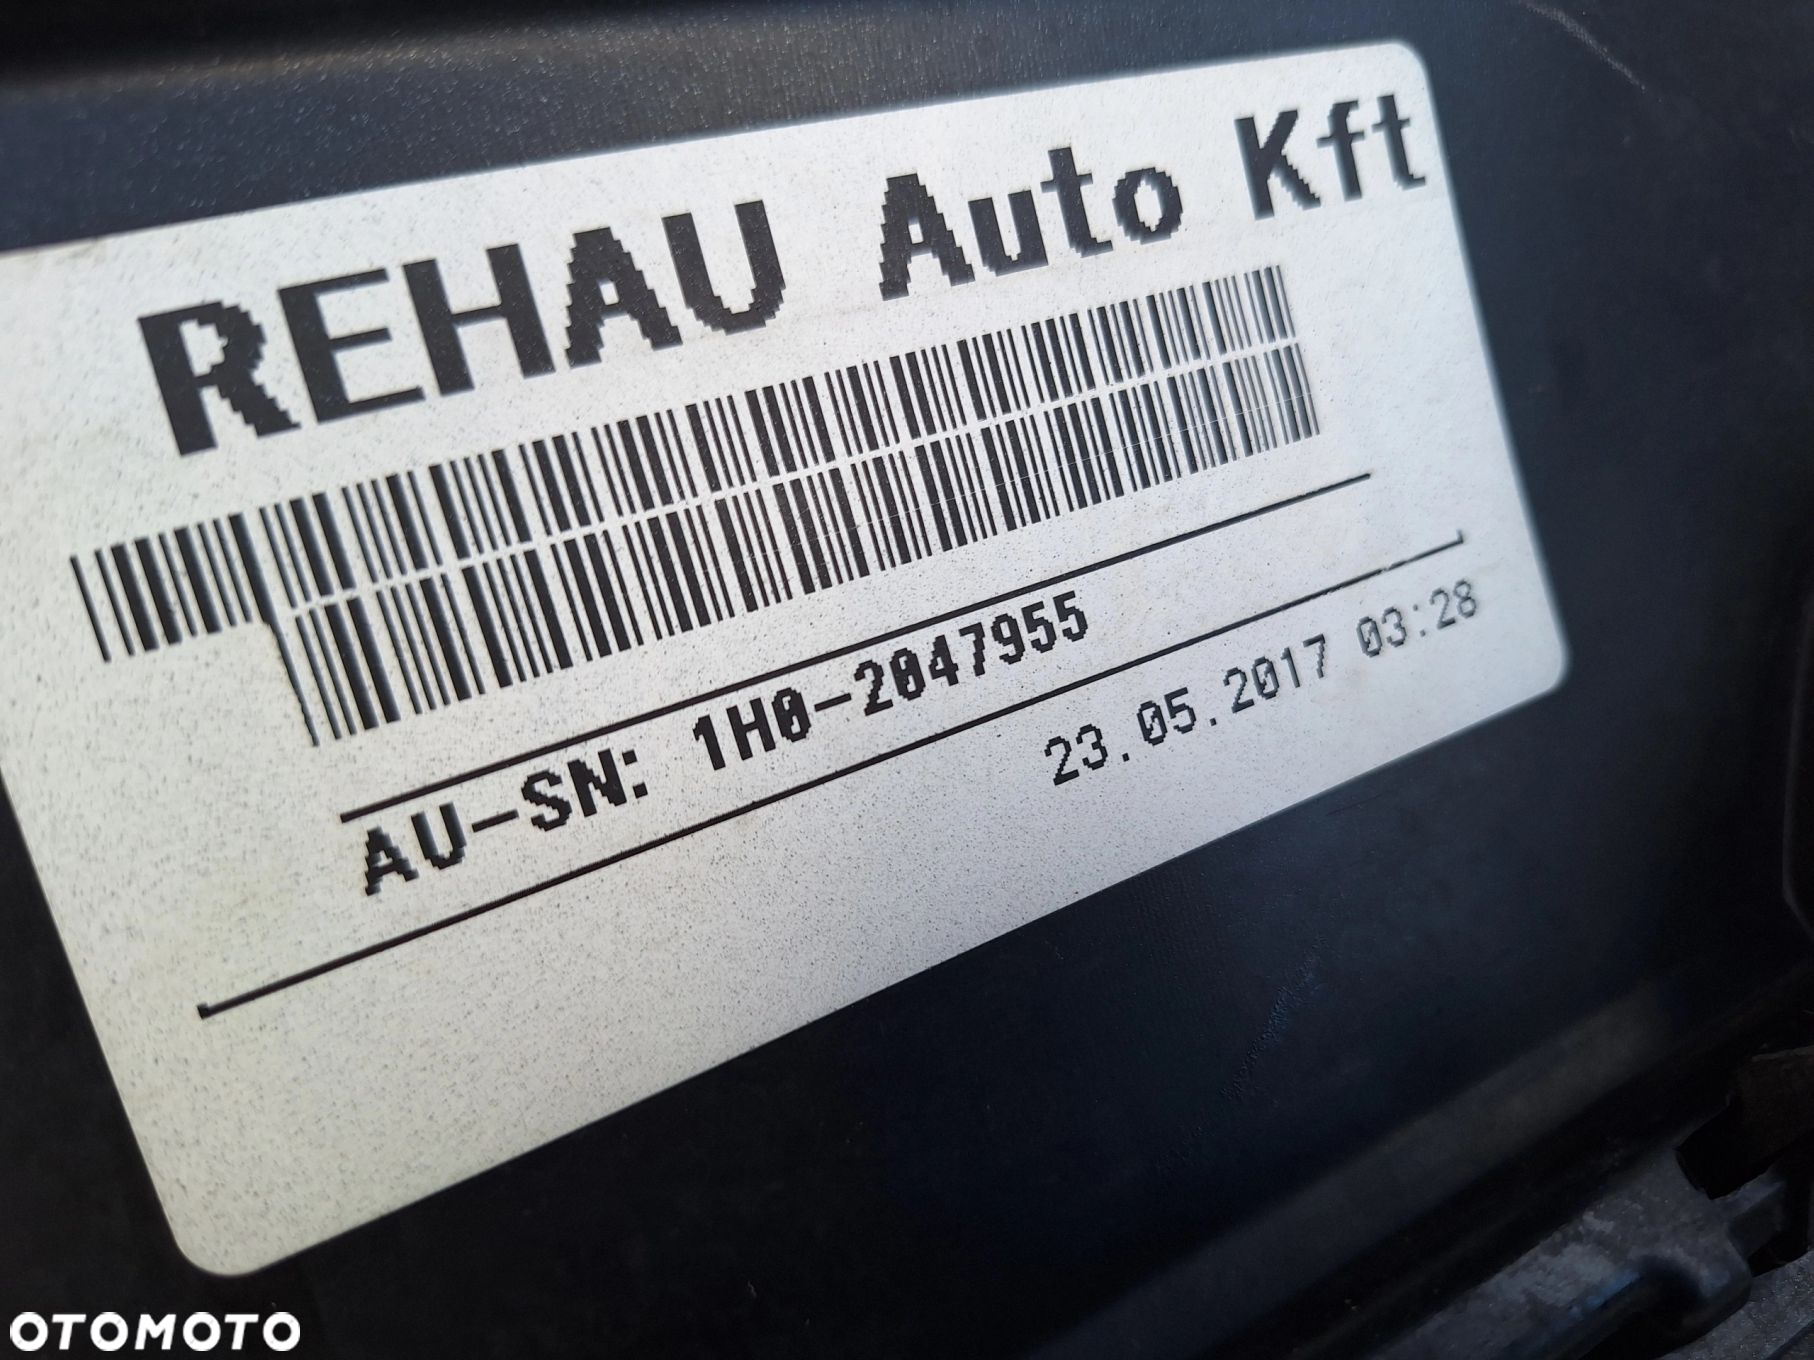 REHAU Auto Kft
AU-SN: 1H0-2047955
23.05.2017 03:28
OTOMOTO